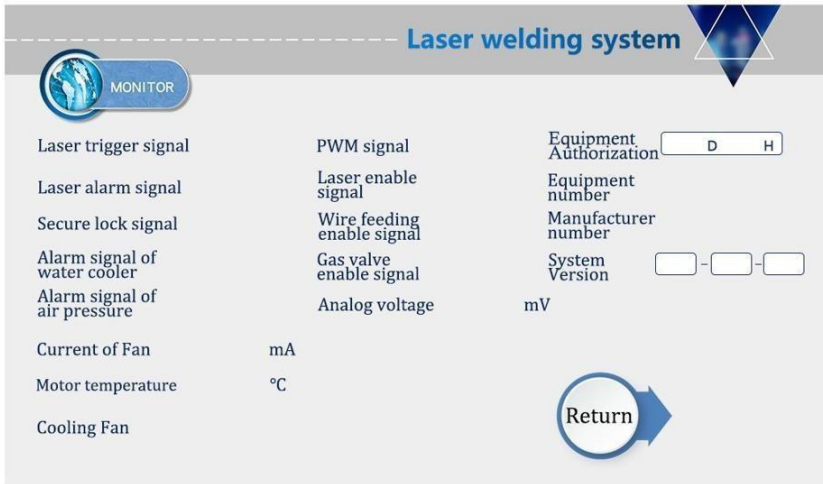 Laser welding system
MONITOR
Laser trigger signal
PWM signal
Equipment
Authorization
D H
Laser alarm signal
Laser enable
signal
Equipment
number
Secure lock signal
Wire feeding
enable signal
Manufacturer
number
Alarm signal of
water cooler
Gas valve
enable signal
System
Version
- -
Alarm signal of
air pressure
Analog voltage
mV
Current of Fan
mA
Motor temperature
°C
Cooling Fan
Return